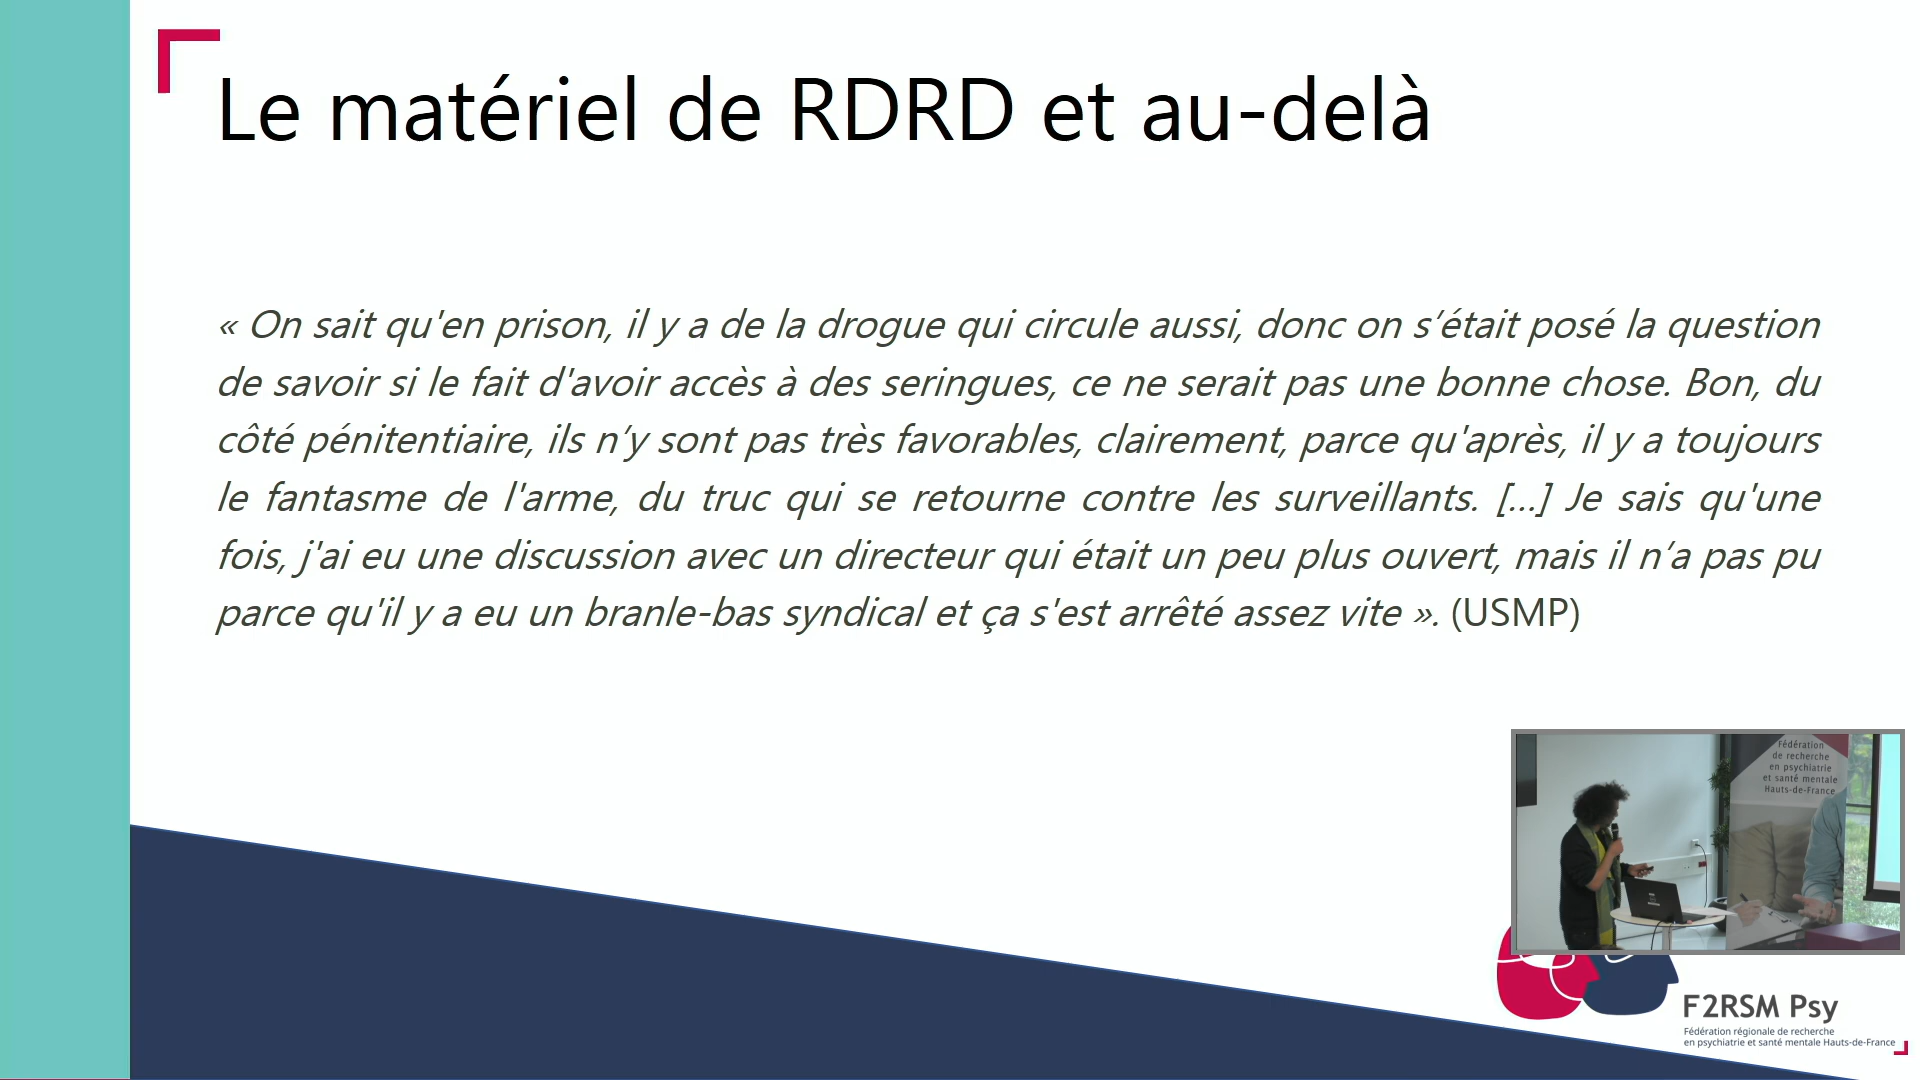 Le matériel de RDRD et au-delà
« On sait qu'en prison, il y a de la drogue qui circule aussi, donc on s’était posé la question
de savoir si le fait d'avoir accès à des seringues, ce ne serait pas une bonne chose. Bon, du
côté pénitentiaire, ils n’y sont pas très favorables, clairement, parce qu'après, il y a toujours
le fantasme de l'arme, du truc qui se retourne contre les surveillants. [...] Je sais qu'une
fois, j'ai eu une discussion avec un directeur qui était un peu plus ouvert, mais il n’a pas pu
parce qu'il y a eu un branle-bas syndical et ça s'est arrêté assez vite ». (USMP)
Fédération
de recherche
en psychiatrie
et santé mentale
Hauts-de-France
F2RSM Psy
Fédération régionale de recherche
en psychiatrie et santé mentale Hauts-de-France